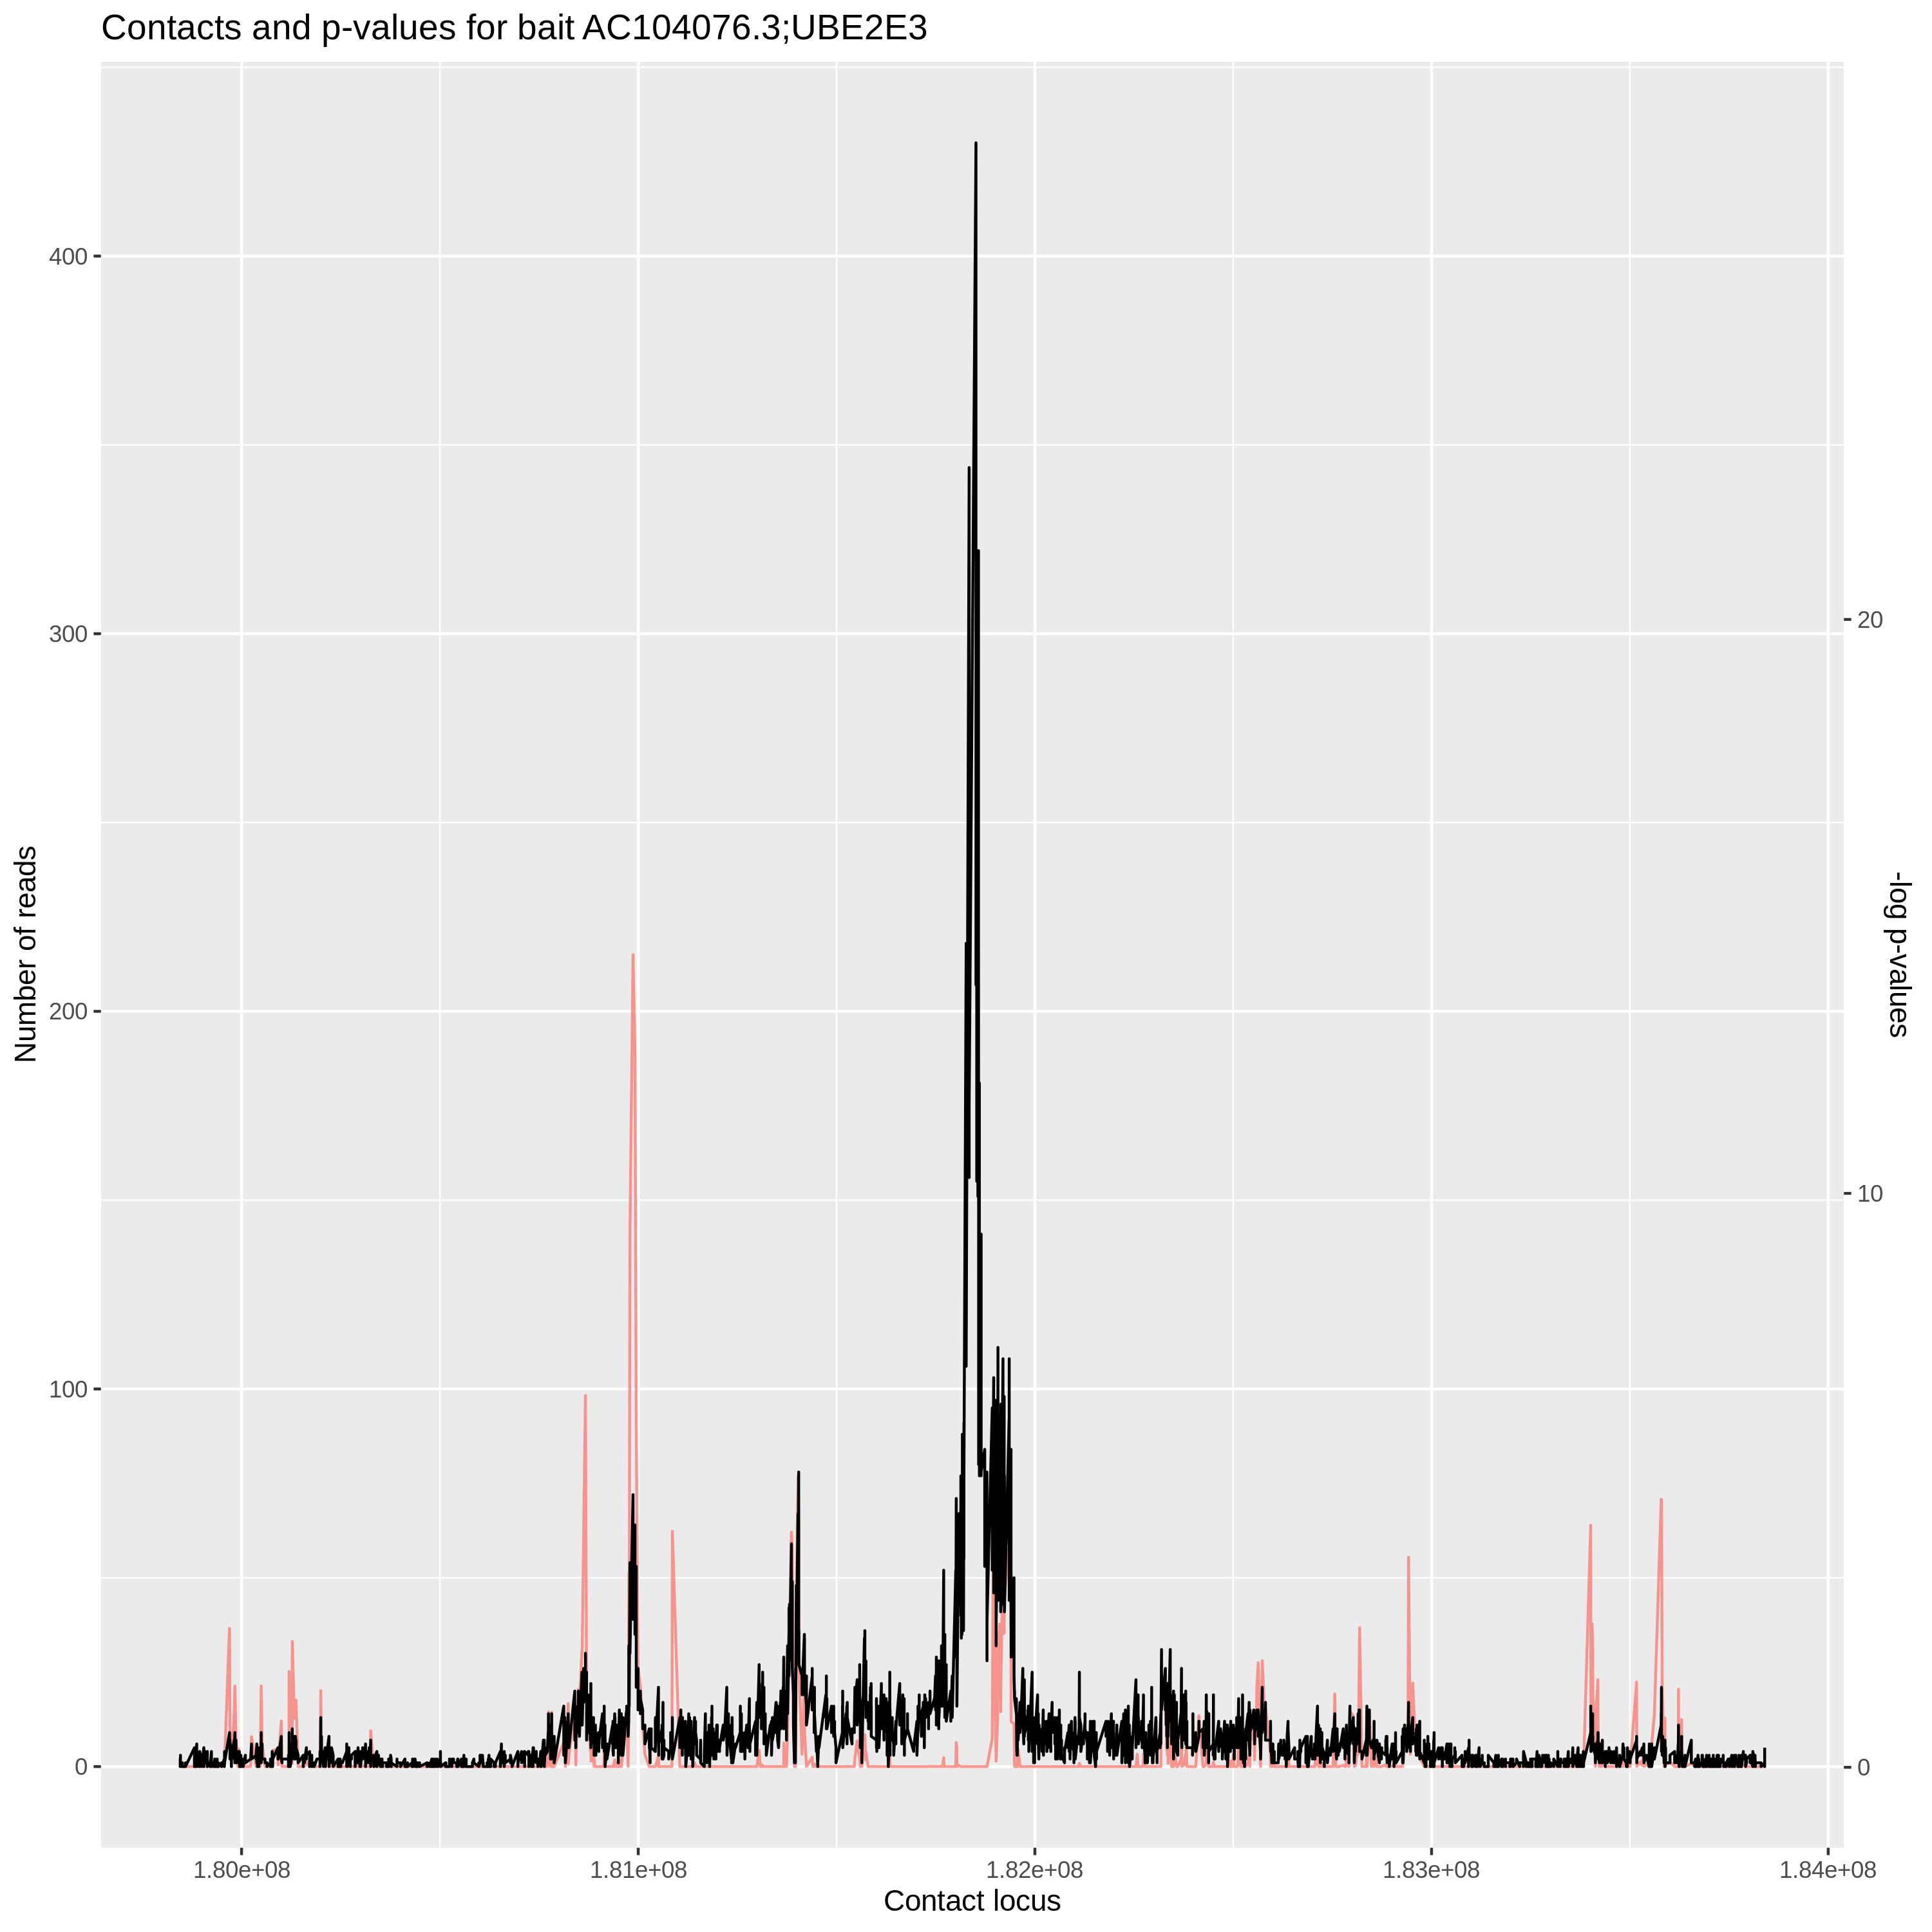 Contacts and p-values for bait AC104076.3;UBE2E3
400
300
200
100
0
Number of reads
20
10
0
-log p-values
1.80e+08
1.81e+08
1.82e+08
1.83e+08
1.84e+08
Contact locus